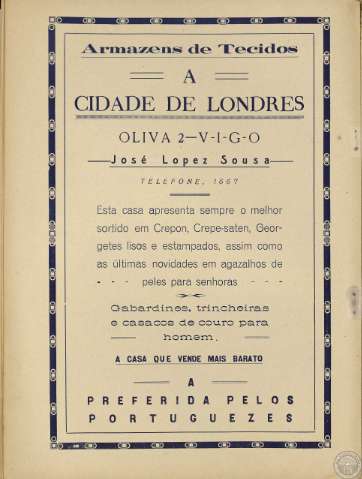 Armazens de Tecidos
A
CIDADE DE LONDRES
OLIVA 2—V-I-G-O
José Lopez Sousa
TELEFONE, 1667
Esta casa apresenta sempre o melhor
sortido em Crepon, Crepe-saten, Geor-
getes lisos e estampados, assim como
as últimas novidades em agazalhos de
- - - peles para senhoras - - -
Gabardines, trincheiras
e casacos de couro para
homem.
A CASA QUE VENDE MAIS BARATO
A
PREFERIDA PELOS
PORTUGUEZES